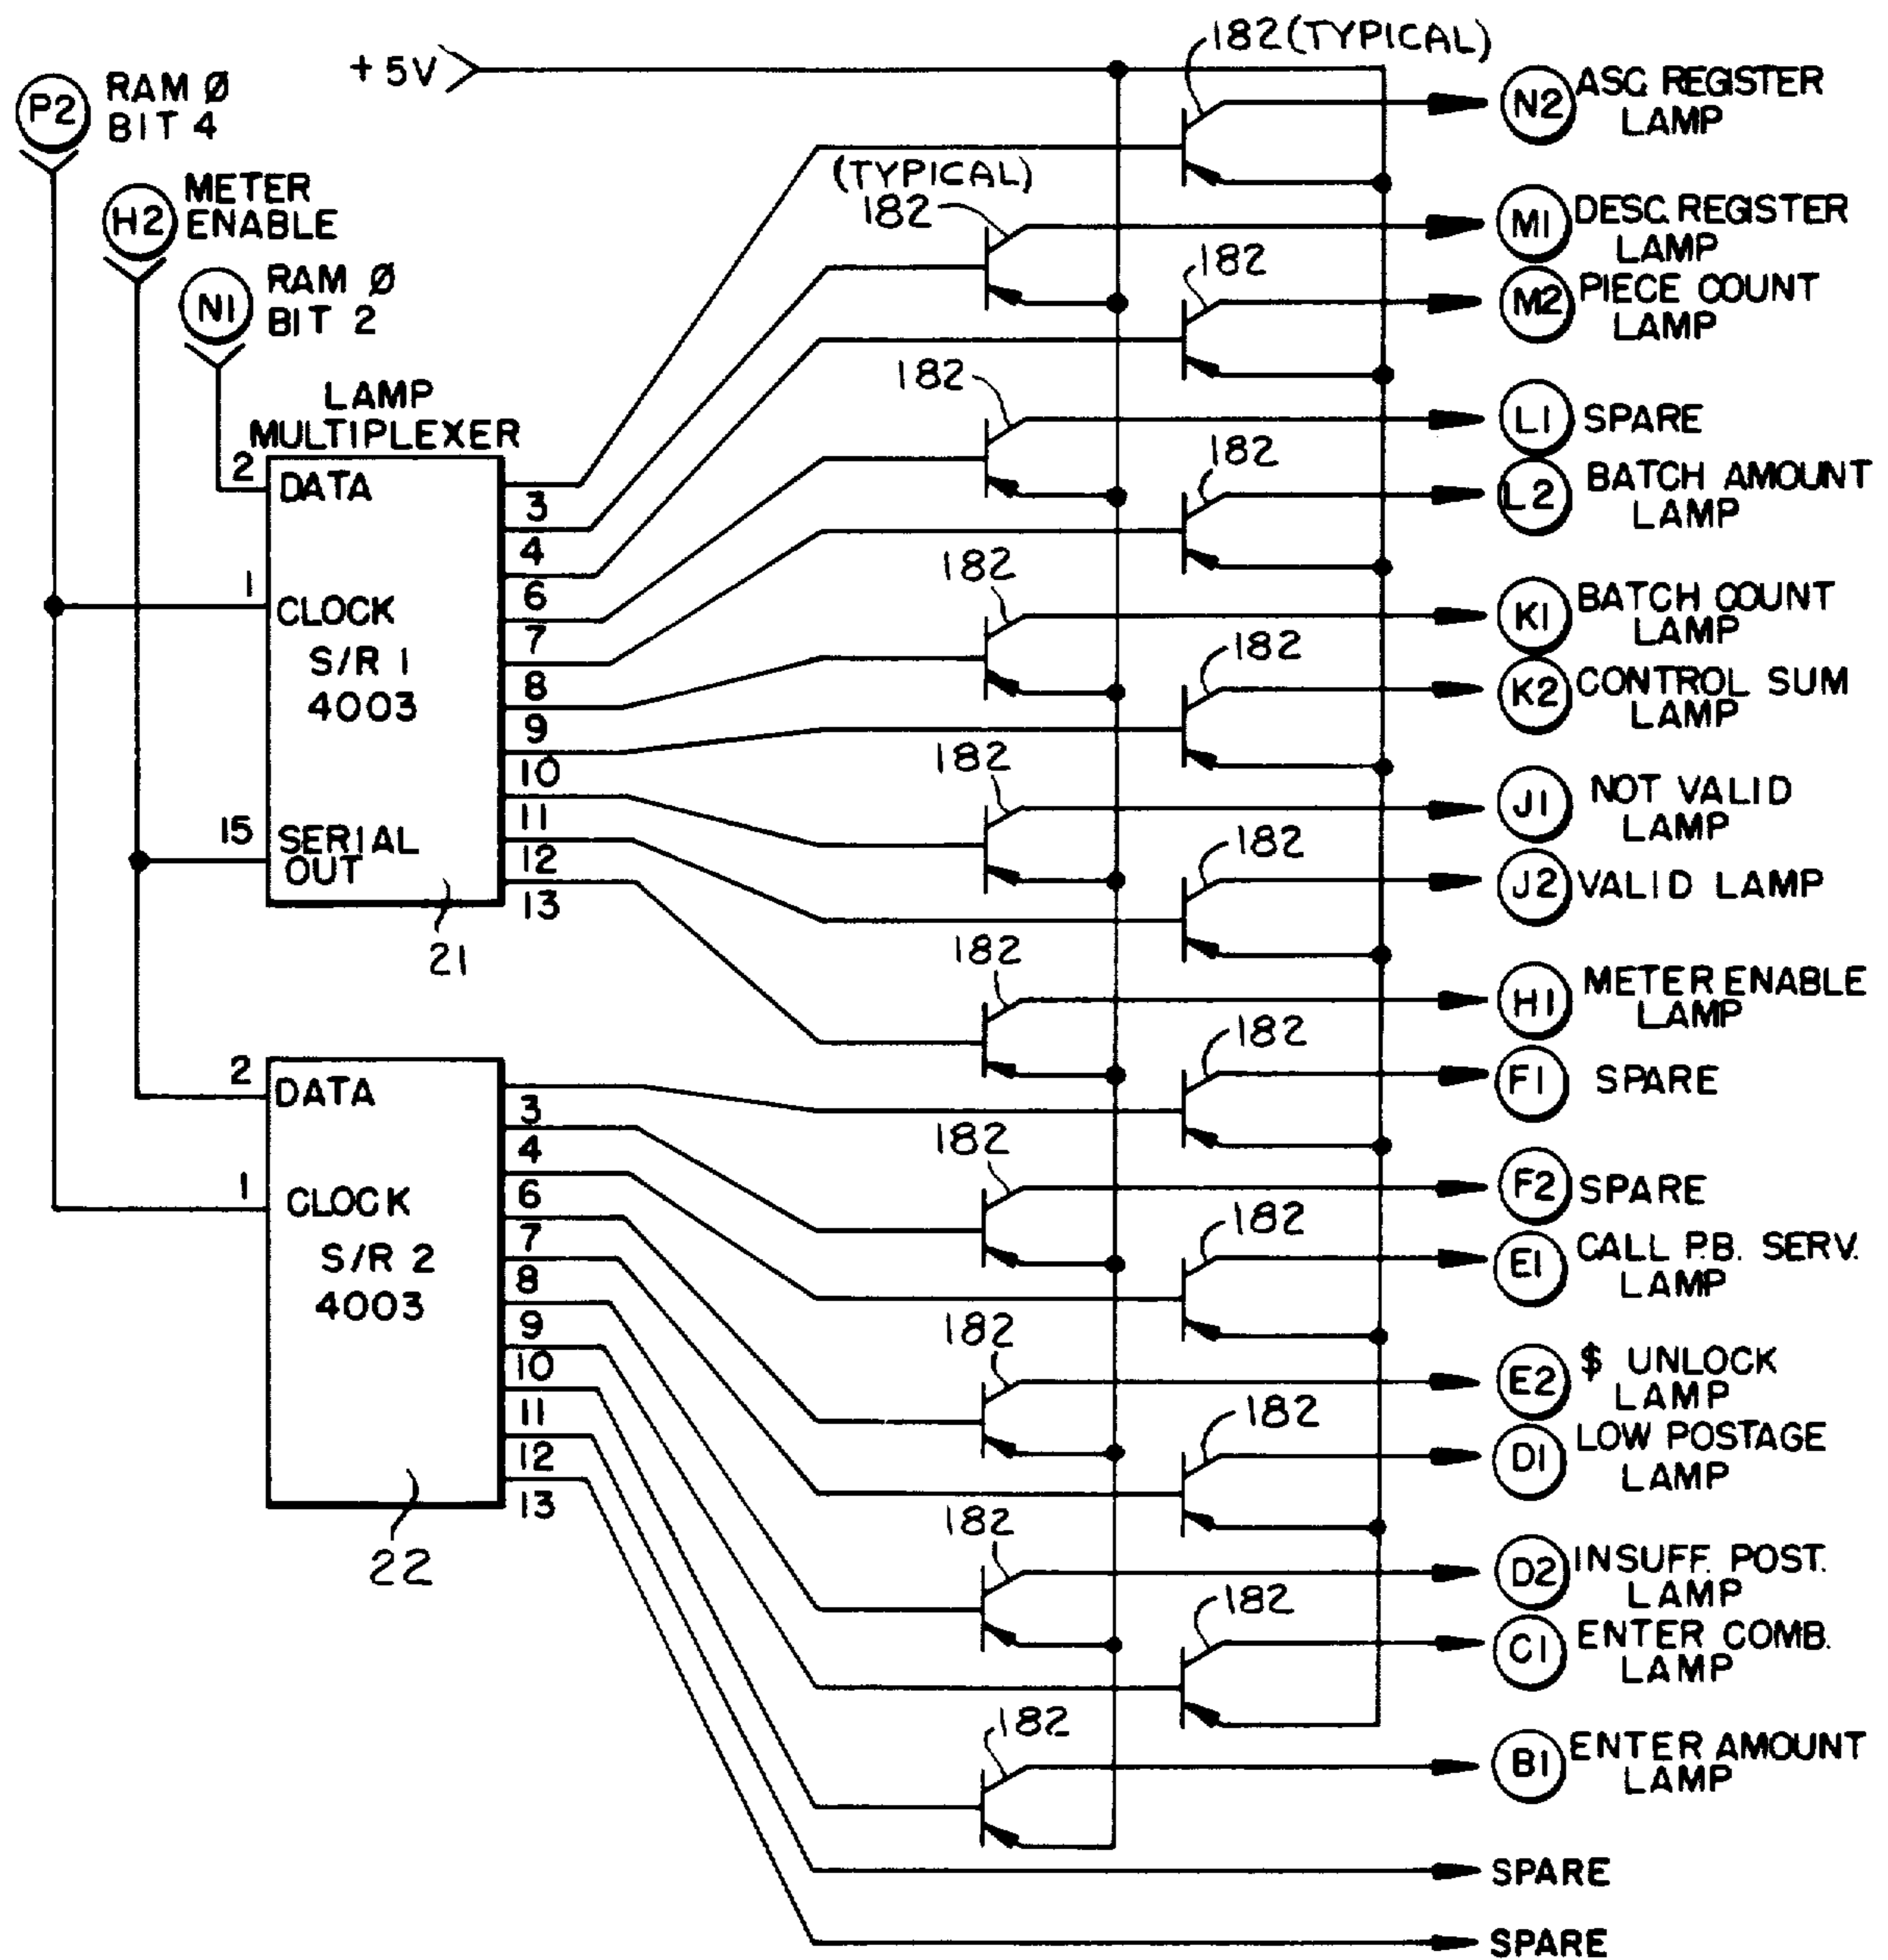 182 (TYPICAL)
+5V
P2
RAM Ø
BIT 4
N2
ASC. REGISTER
LAMP
H2
METER
ENABLE
(TYPICAL)
182
M1
DESC. REGISTER
LAMP
N1
RAM Ø
BIT 2
182
M2
PIECE COUNT
LAMP
182
L1
SPARE
LAMP
MULTIPLEXER
182
L2
BATCH AMOUNT
LAMP
2
DATA
3
4
182
K1
BATCH COUNT
LAMP
1
CLOCK
6
7
S/R 1
4003
8
9
182
K2
CONTROL SUM
LAMP
10
182
J1
NOT VALID
LAMP
15
SERIAL
OUT
11
12
13
182
J2
VALID LAMP
21
182
H1
METER ENABLE
LAMP
182
F1
SPARE
2
DATA
3
4
182
F2
SPARE
1
CLOCK
6
7
S/R 2
4003
8
9
182
E1
CALL P.B. SERV.
LAMP
10
11
12
13
182
E2
$ UNLOCK
LAMP
182
D1
LOW POSTAGE
LAMP
22
182
D2
INSUFF. POST.
LAMP
182
C1
ENTER COMB.
LAMP
182
B1
ENTER AMOUNT
LAMP
SPARE
SPARE